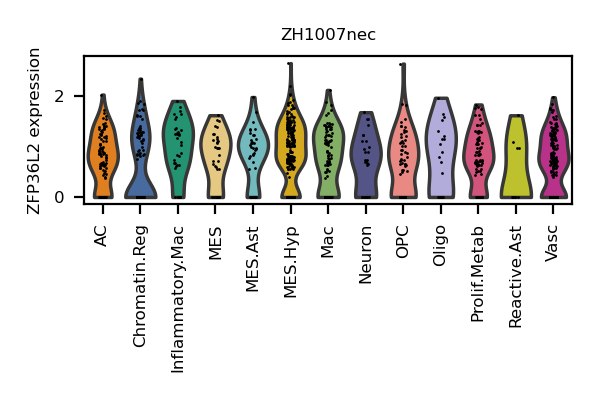 ZH1007nec
ZFP36L2 expression
2
0
AC
Chromatin.Reg
Inflammatory.Mac
MES
MES.Ast
MES.Hyp
Mac
Neuron
OPC
Oligo
Prolif.Metab
Reactive.Ast
Vasc